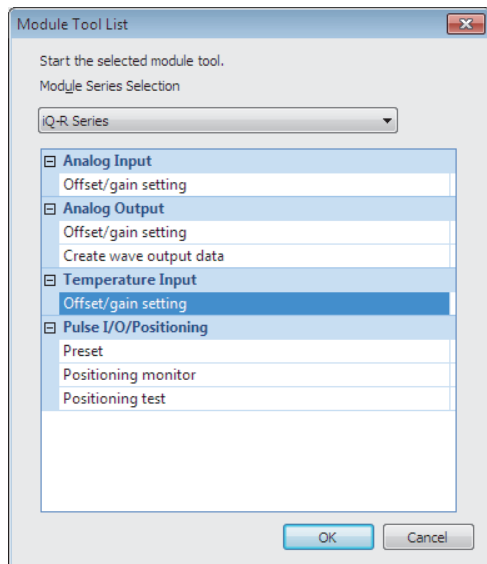 Module Tool List
Start the selected module tool.
Module Series Selection
iQ-R Series
Analog Input
Offset/gain setting
Analog Output
Offset/gain setting
Create wave output data
Temperature Input
Offset/gain setting
Pulse I/O/Positioning
Preset
Positioning monitor
Positioning test
OK Cancel